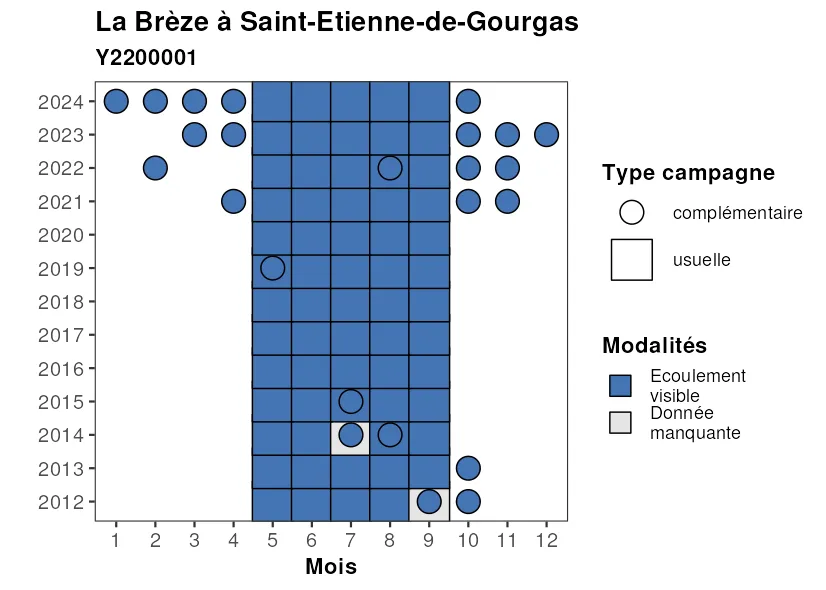 La Brèze à Saint-Etienne-de-Gourgas
Y2200001
2024
2023
2022
2021
2020
2019
2018
2017
2016
2015
2014
2013
2012
1 2 3 4 5 6 7 8 9 10 11 12
Mois
Type campagne
complémentaire
usuelle
Modalités
Ecoulement
visible
Donnée
manquante